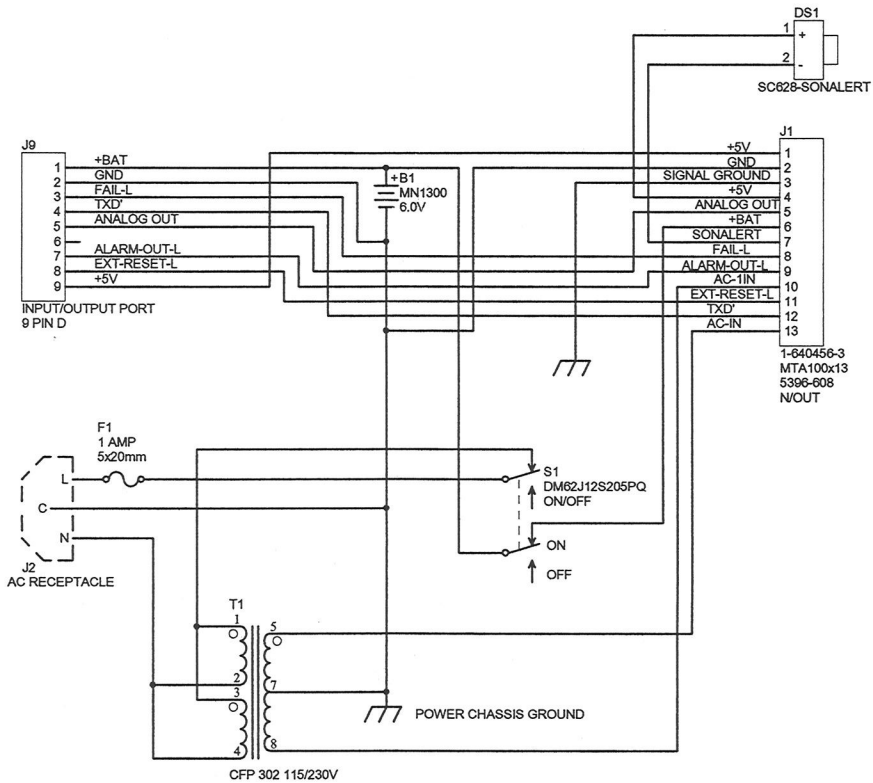 DS1
1 +
2 -
SC628-SONALERT
J9
1 +BAT
2 GND
3 FAIL-L
4 TXD'
5 ANALOG OUT
6
7 ALARM-OUT-L
8 EXT-RESET-L
9 +5V
INPUT/OUTPUT PORT
9 PIN D
+B1
MN1300
6.0V
J1
+5V 1
GND 2
SIGNAL GROUND 3
+5V 4
ANALOG OUT 5
+BAT 6
SONALERT 7
FAIL-L 8
ALARM-OUT-L 9
AC-1IN 10
EXT-RESET-L 11
TXD' 12
AC-IN 13
1-640456-3
MTA100x13
5396-608
N/OUT
F1
1 AMP
5x20mm
L
C
N
J2
AC RECEPTACLE
S1
DM62J12S205PQ
ON/OFF
ON
OFF
T1
1
2
3
4
5
7
8
POWER CHASSIS GROUND
CFP 302 115/230V